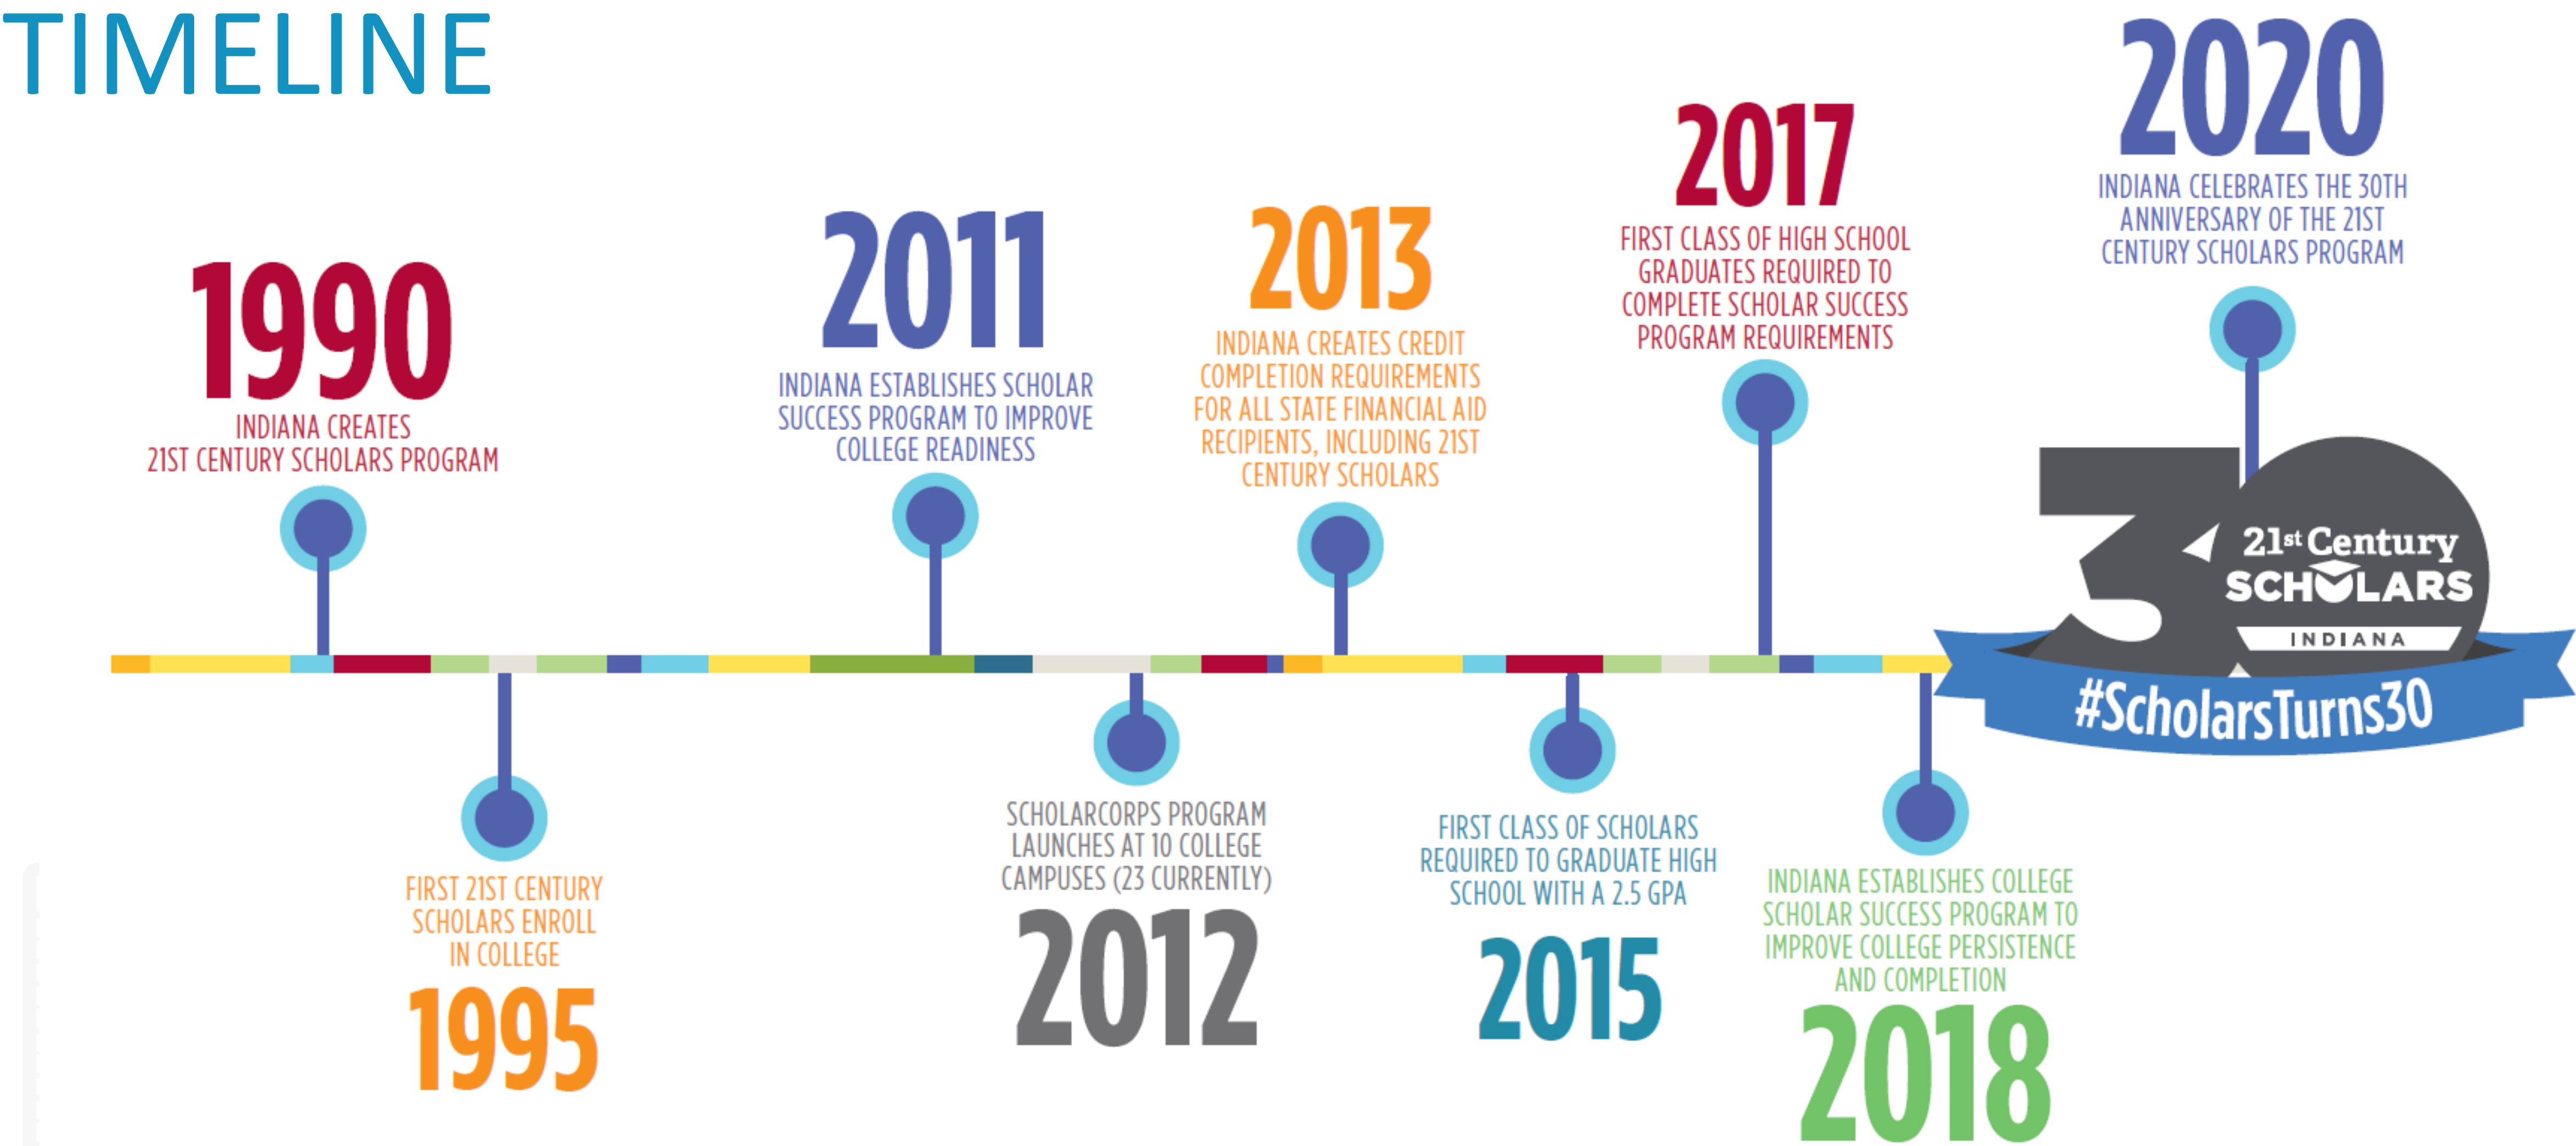 TIMELINE
1990
INDIANA CREATES
21ST CENTURY SCHOLARS PROGRAM
FIRST 21ST CENTURY
SCHOLARS ENROLL
IN COLLEGE
1995
2011
INDIANA ESTABLISHES SCHOLAR
SUCCESS PROGRAM TO IMPROVE
COLLEGE READINESS
SCHOLARCORPS PROGRAM
LAUNCHES AT 10 COLLEGE
CAMPUSES (23 CURRENTLY)
2012
2013
INDIANA CREATES CREDIT
COMPLETION REQUIREMENTS
FOR ALL STATE FINANCIAL AID
RECIPIENTS, INCLUDING 21ST
CENTURY SCHOLARS
FIRST CLASS OF SCHOLARS
REQUIRED TO GRADUATE HIGH
SCHOOL WITH A 2.5 GPA
2015
2017
FIRST CLASS OF HIGH SCHOOL
GRADUATES REQUIRED TO
COMPLETE SCHOLAR SUCCESS
PROGRAM REQUIREMENTS
INDIANA ESTABLISHES COLLEGE
SCHOLAR SUCCESS PROGRAM TO
IMPROVE COLLEGE PERSISTENCE
AND COMPLETION
2018
2020
INDIANA CELEBRATES THE 30TH
ANNIVERSARY OF THE 21ST
CENTURY SCHOLARS PROGRAM
30
21st Century
SCHOLARS
INDIANA
#ScholarsTurns30